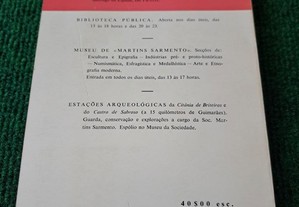 BIBLIOTECA PÚBLICA. Aberta nos dias úteis, das
13 às 18 horas e das 20 às 23.
MUSEU DE «MARTINS SARMENTO». Secções de:
Escultura e Epigrafia - Indústrias pré- e proto-históricas
- Numismática, Esfragística e Medalhística - Arte e Etno-
grafia moderna.
Entrada em todos os dias úteis, das 13 às 17 horas.
ESTAÇÕES ARQUEOLÓGICAS da Citânia de Briteiros e
do Castro de Sabroso (a 15 quilómetros de Guimarães).
Guarda, conservação e explorações a cargo da Soc. Mar-
tins Sarmento. Espólio no Museu da Sociedade.
40$00 esc.